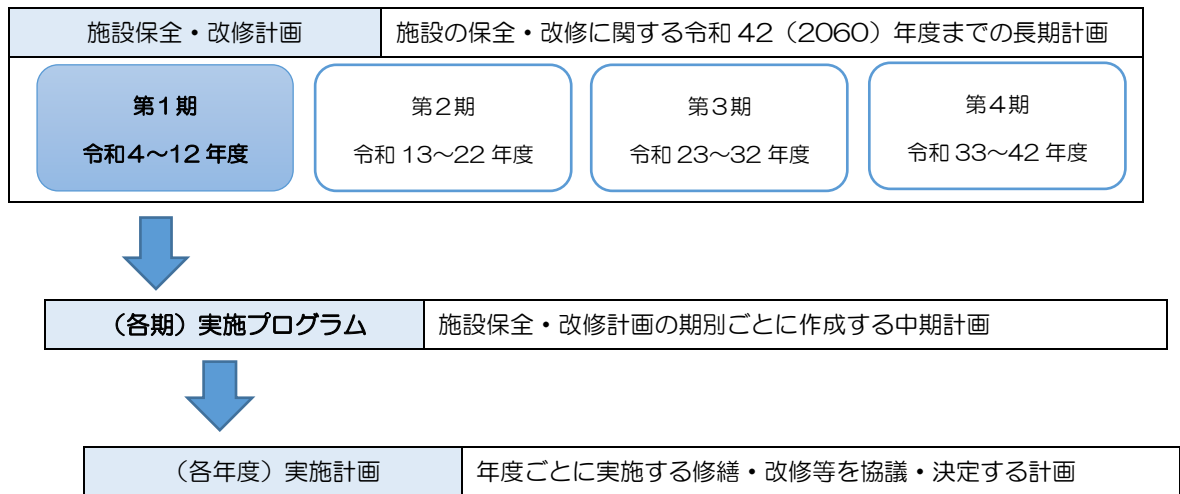 施設保全・改修計画
施設の保全・改修に関する令和 42（2060）年度までの長期計画
第１期
令和４～12 年度
第２期
令和 13～22 年度
第３期
令和 23～32 年度
第４期
令和 33～42 年度
（各期）実施プログラム
施設保全・改修計画の期別ごとに作成する中期計画
（各年度）実施計画
年度ごとに実施する修繕・改修等を協議・決定する計画